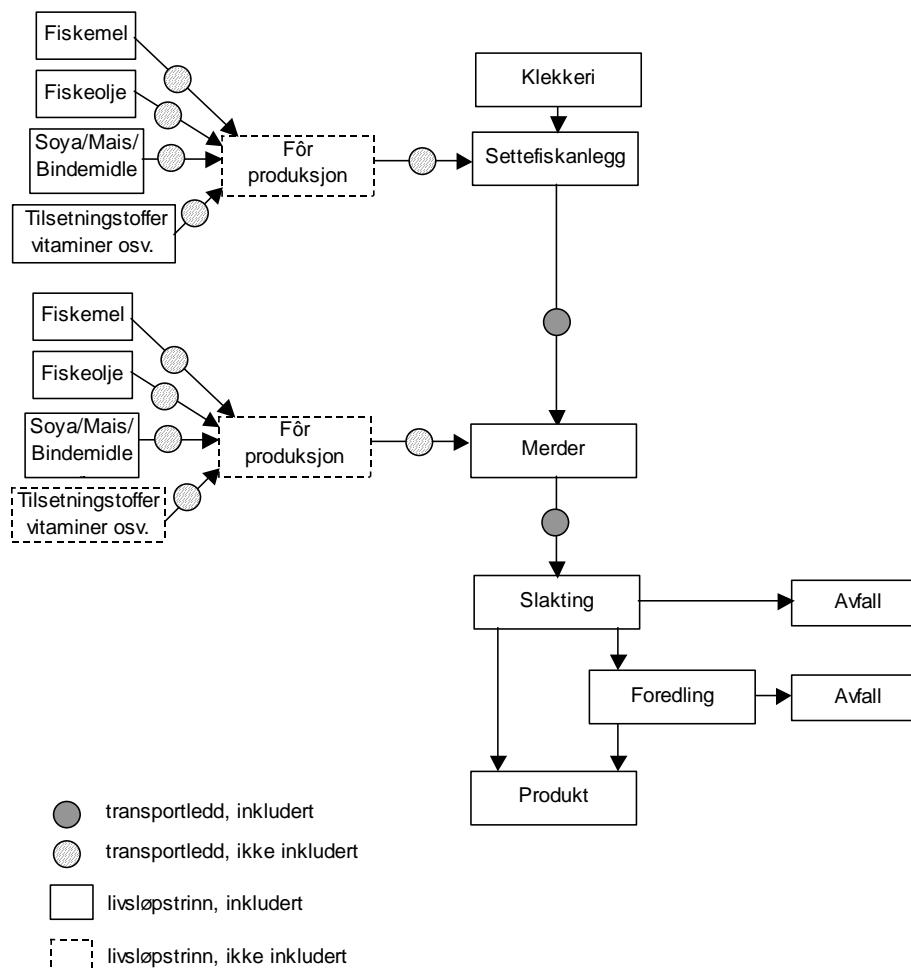 Fiskemel
Fiskeolje
Soya/Mais/
Bindemidle
Tilsetningstoffer
vitaminer osv.
Fôr
produksjon
Klekkeri
Settefiskanlegg
Fiskemel
Fiskeolje
Soya/Mais/
Bindemidle
Tilsetningstoffer
vitaminer osv.
Fôr
produksjon
Merder
Slakting
Avfall
Foredling
Avfall
Produkt
transportledd, inkludert
transportledd, ikke inkludert
livsløpstrinn, inkludert
livsløpstrinn, ikke inkludert